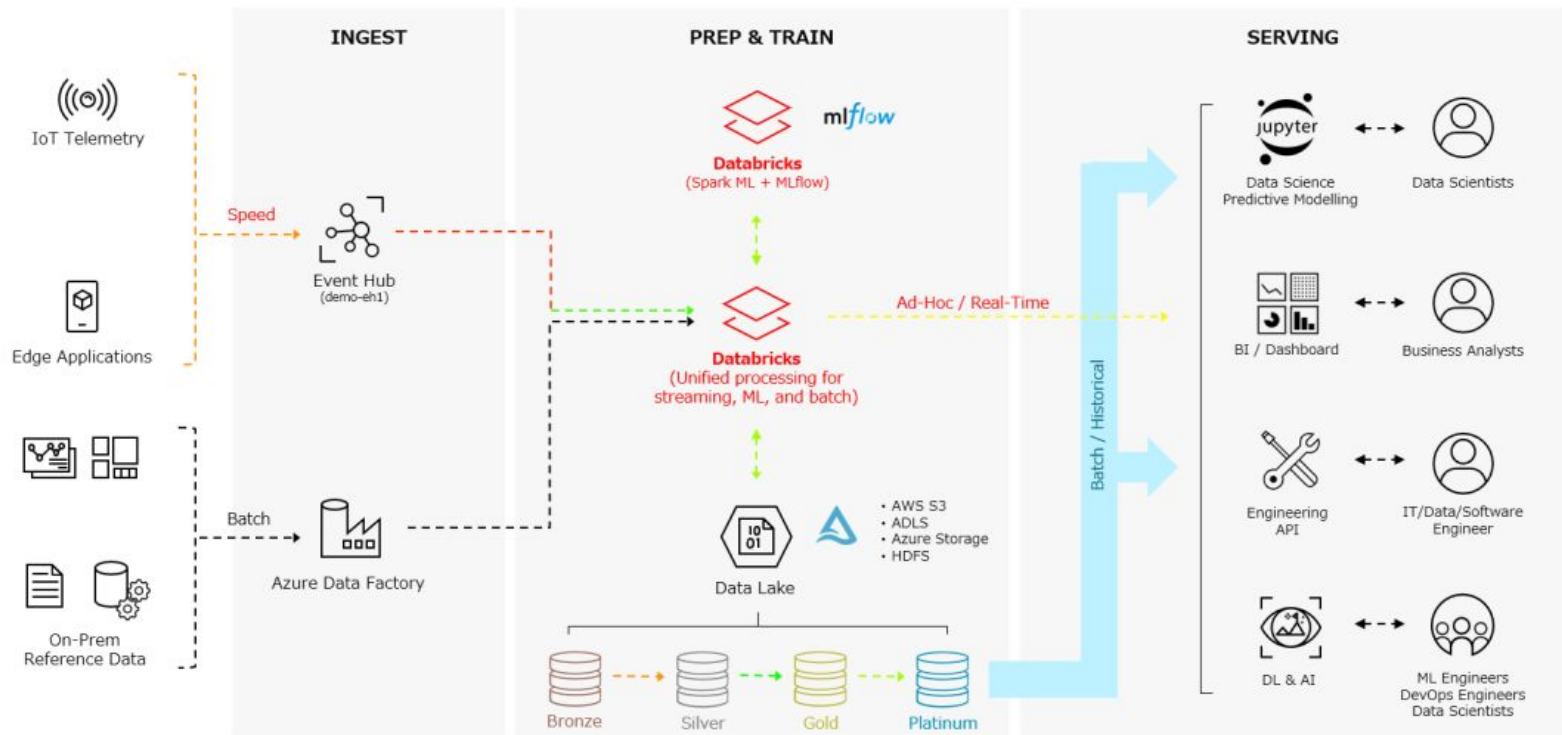 INGEST
PREP & TRAIN
SERVING
IoT Telemetry
Edge Applications
On-Prem
Reference Data
Speed
Event Hub
(demo-eh1)
Batch
Azure Data Factory
mlflow
Databricks
(Spark ML + MLflow)
Databricks
(Unified processing for
streaming, ML, and batch)
Ad-Hoc / Real-Time
10
01
Data Lake
• AWS S3
• ADLS
• Azure Storage
• HDFS
Bronze
Silver
Gold
Platinum
Batch / Historical
jupyter
Data Science
Predictive Modelling
Data Scientists
BI / Dashboard
Business Analysts
Engineering
API
IT/Data/Software
Engineer
DL & AI
ML Engineers
DevOps Engineers
Data Scientists